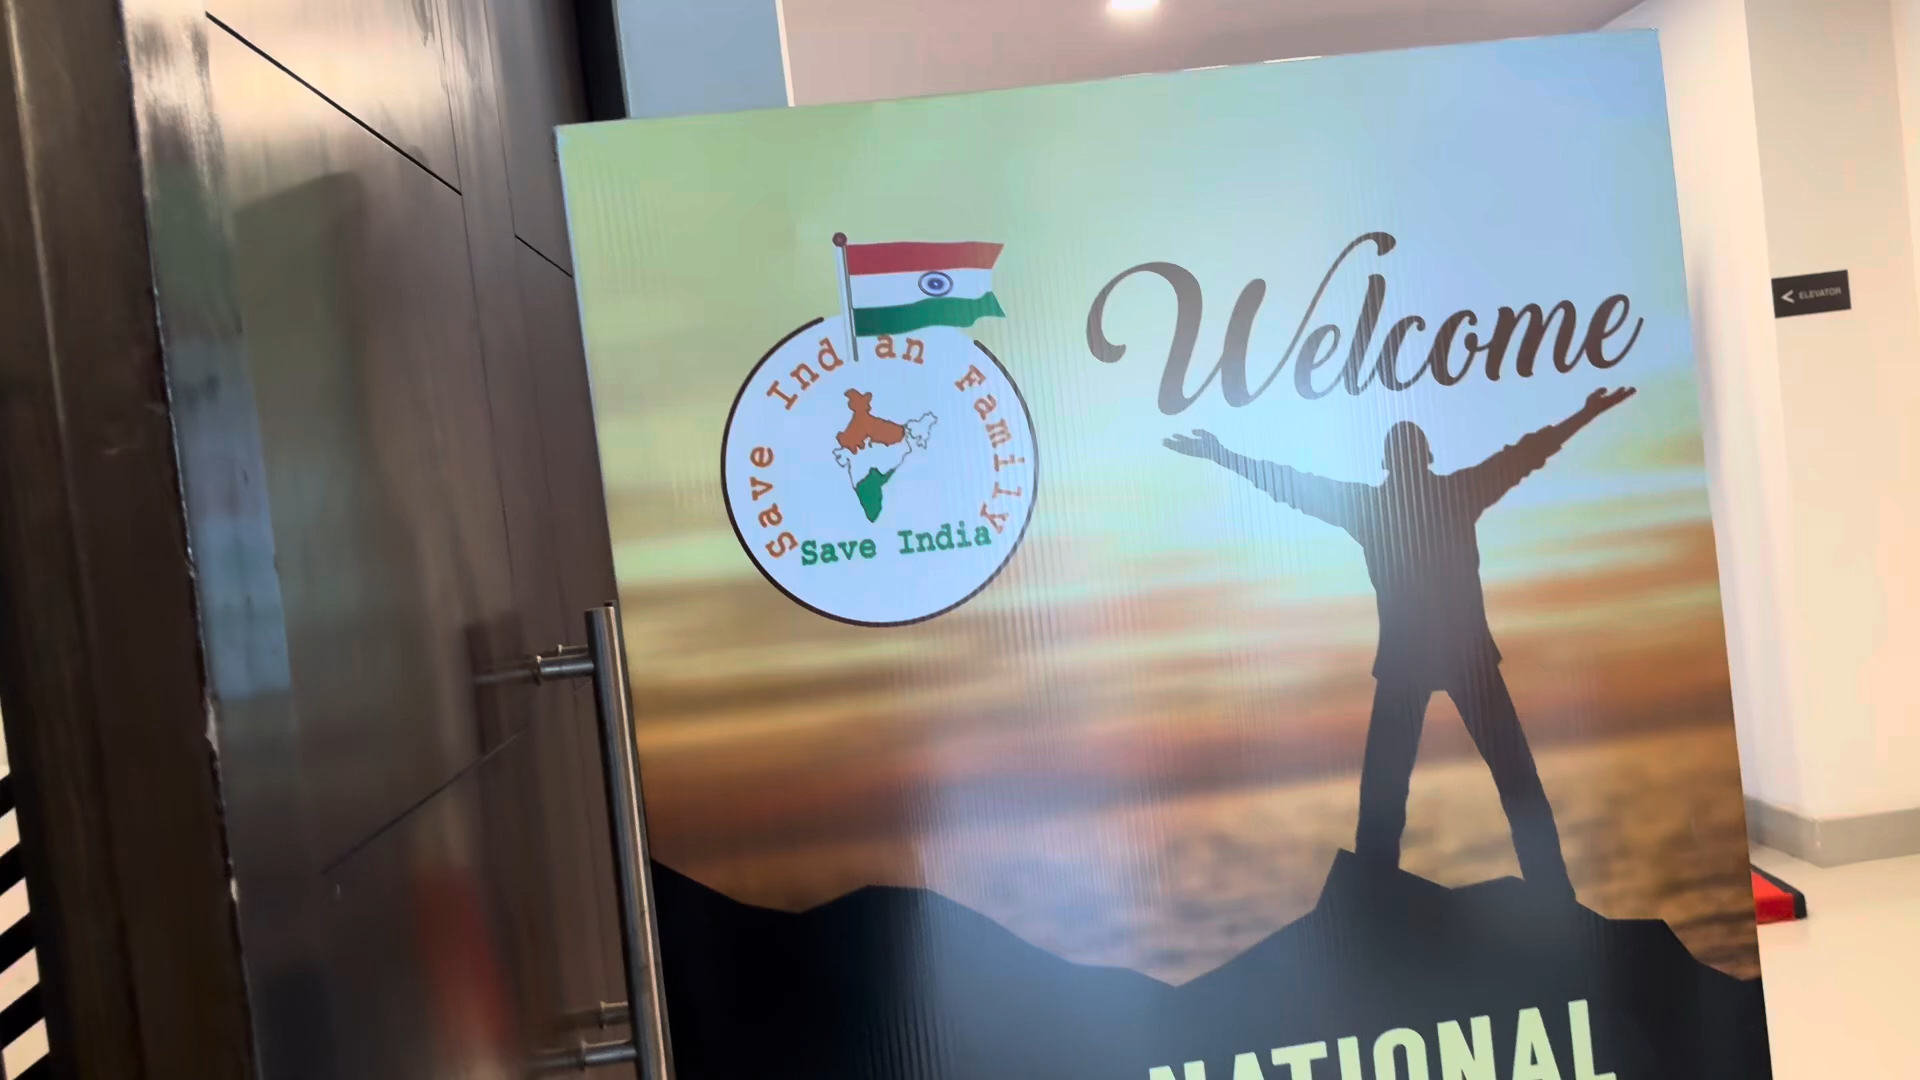 Save Indian Family
Save India
Welcome
ELEVATOR
NATIONAL